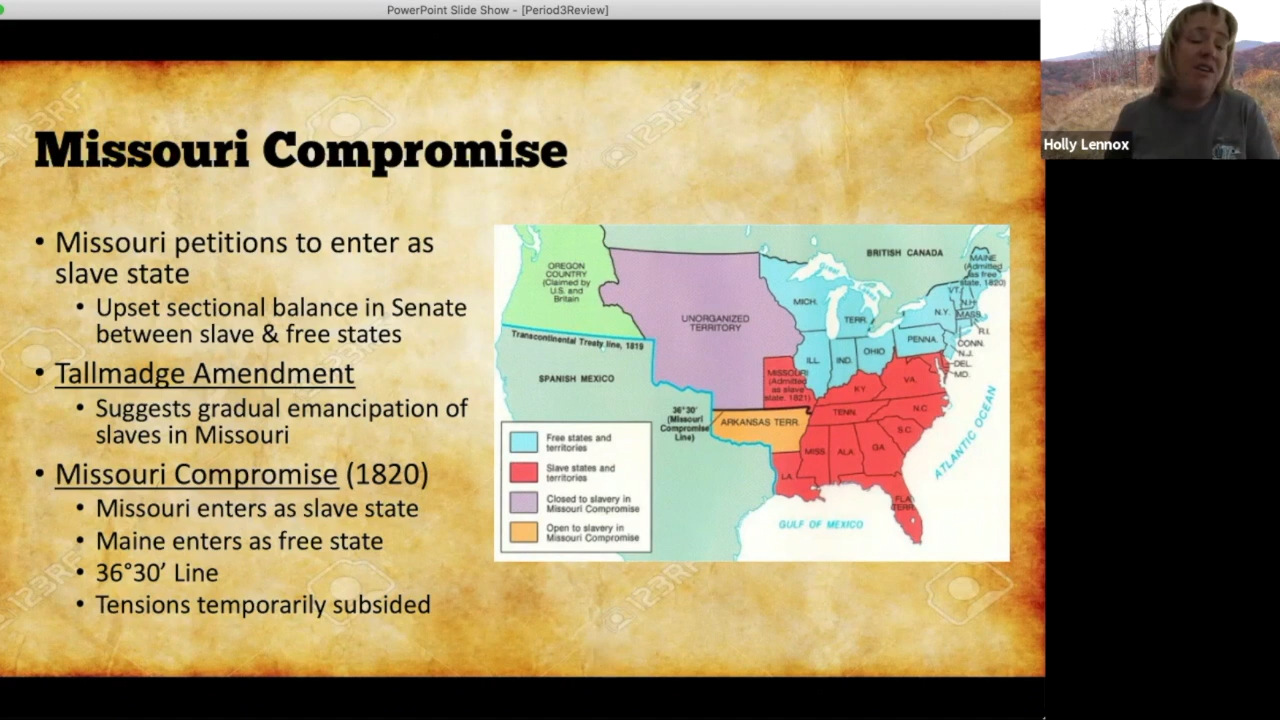 PowerPoint Slide Show - [Period3Review]
Holly Lennox
Missouri Compromise
• Missouri petitions to enter as
slave state
• Upset sectional balance in Senate
between slave & free states
• Tallmadge Amendment
• Suggests gradual emancipation of
slaves in Missouri
• Missouri Compromise (1820)
• Missouri enters as slave state
• Maine enters as free state
• 36°30’ Line
• Tensions temporarily subsided
OREGON
COUNTRY
(Claimed by
U.S. and
Britain)
BRITISH CANADA
MAINE
(Admitted
as free
state, 1820)
UNORGANIZED
TERRITORY
MICH.
TERR.
VT.
N.H.
MASS.
N.Y.
R.I.
CONN.
PENNA.
N.J.
DEL.
MD.
Transcontinental Treaty line, 1819
ILL.
IND.
OHIO
SPANISH MEXICO
MISSOURI
(Admitted
as slave
state, 1821)
KY.
VA.
36°30'
(Missouri
Compromise
Line)
ARKANSAS TERR.
TENN.
N.C.
S.C.
MISS.
ALA.
GA.
LA.
FLA.
TERR.
ATLANTIC OCEAN
GULF OF MEXICO
Free states and
territories
Slave states and
territories
Closed to slavery in
Missouri Compromise
Open to slavery in
Missouri Compromise
123RF
123RF
123RF
123RF